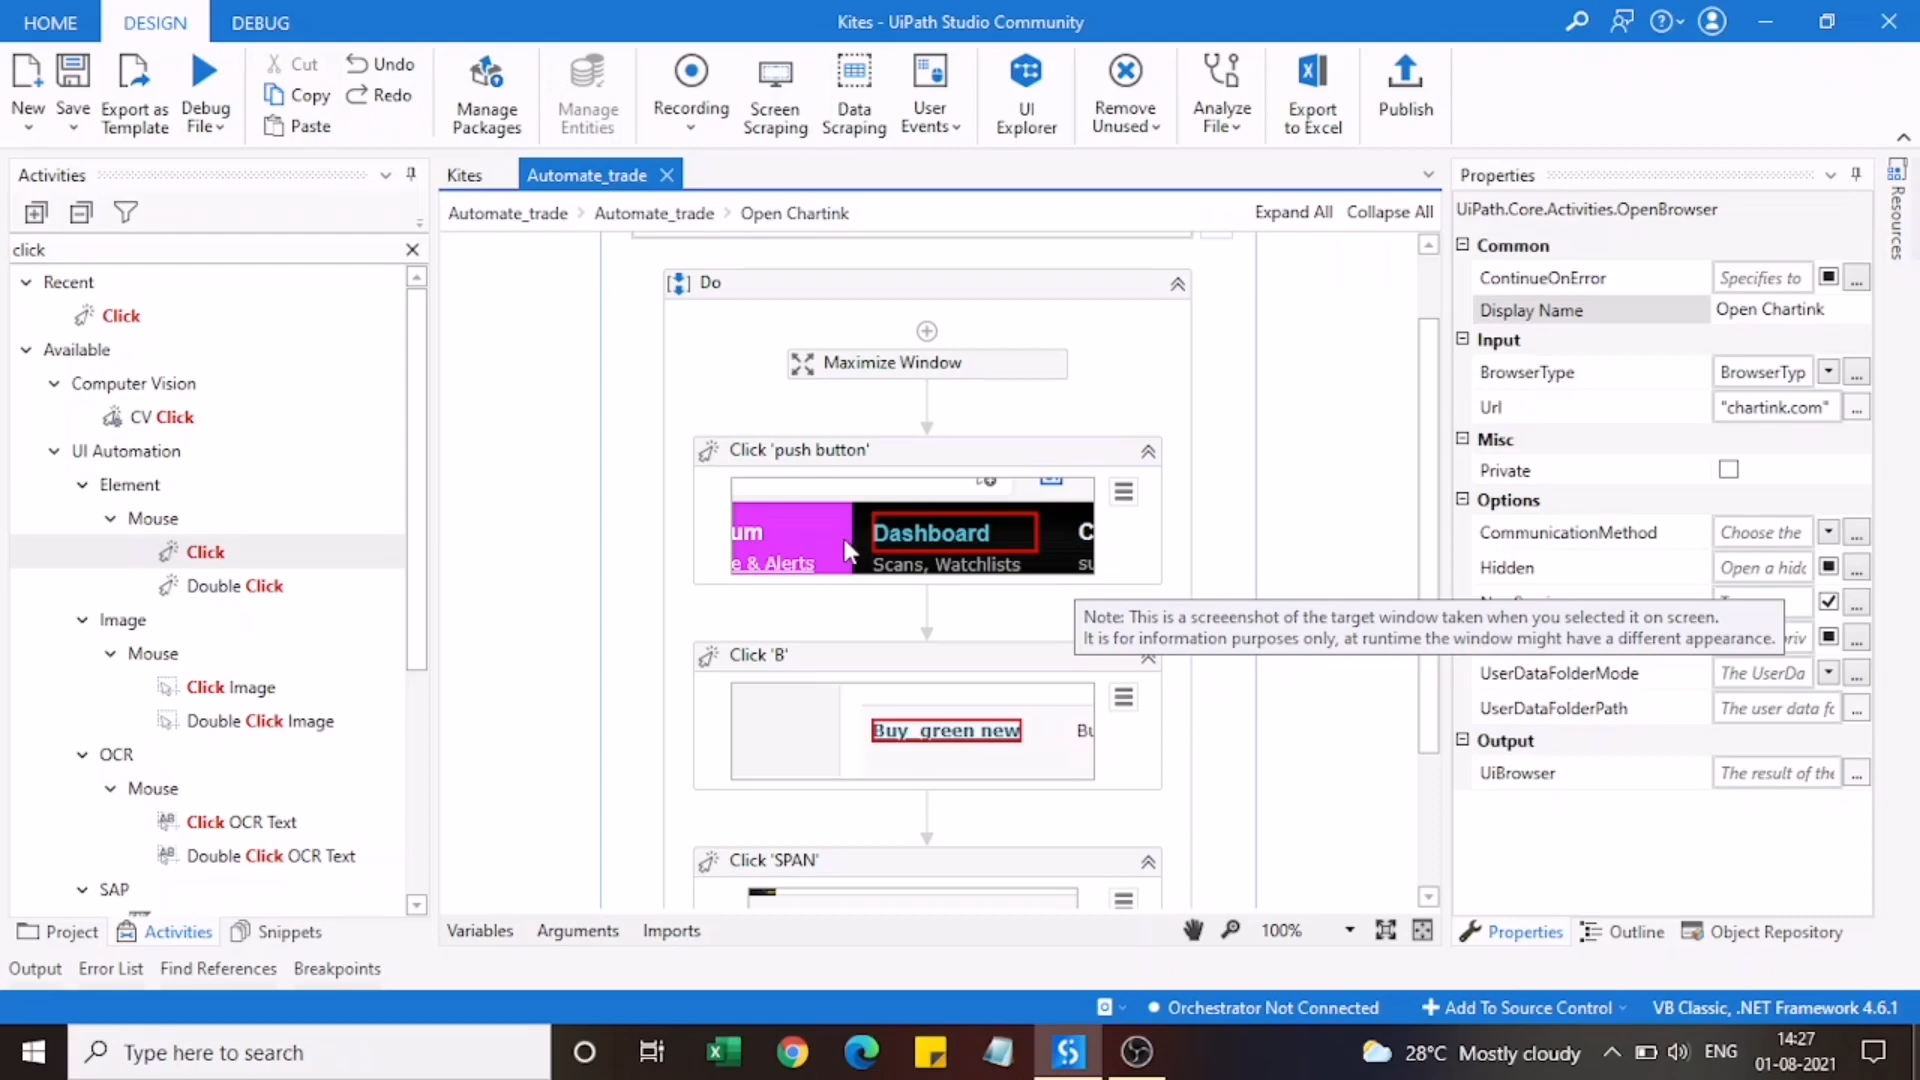 HOME DESIGN DEBUG
Kites - UiPath Studio Community
New
Save
Export as Template
Debug File
Cut
Copy
Paste
Undo
Redo
Manage Packages
Manage Entities
Recording
Screen Scraping
Data Scraping
User Events
UI Explorer
Remove Unused
Analyze File
Export to Excel
Publish
Activities
click
Recent
Click
Available
Computer Vision
CV Click
UI Automation
Element
Mouse
Click
Double Click
Image
Mouse
Click Image
Double Click Image
OCR
Mouse
Click OCR Text
Double Click OCR Text
SAP
Project Activities Snippets
Kites Automate_trade
Automate_trade > Automate_trade > Open Chartink
Expand All Collapse All
Do
Maximize Window
Click 'push button'
um
e & Alerts
Dashboard
Scans, Watchlists
C
su
Click 'B'
Buy_green new
Bu
Click 'SPAN'
Note: This is a screeenshot of the target window taken when you selected it on screen.
It is for information purposes only, at runtime the window might have a different appearance.
Variables Arguments Imports
100%
Properties
UiPath.Core.Activities.OpenBrowser
Common
ContinueOnError Specifies to ...
Display Name Open Chartink
Input
BrowserType BrowserTyp ...
Url "chartink.com" ...
Misc
Private
Options
CommunicationMethod Choose the ...
Hidden Open a hidd ...
UserDataFolderMode The UserDa ...
UserDataFolderPath The user data fo ...
Output
UiBrowser The result of the ...
Properties Outline Object Repository
Resources
Output Error List Find References Breakpoints
Orchestrator Not Connected
Add To Source Control
VB Classic, .NET Framework 4.6.1
Type here to search
28°C Mostly cloudy
ENG
14:27
01-08-2021